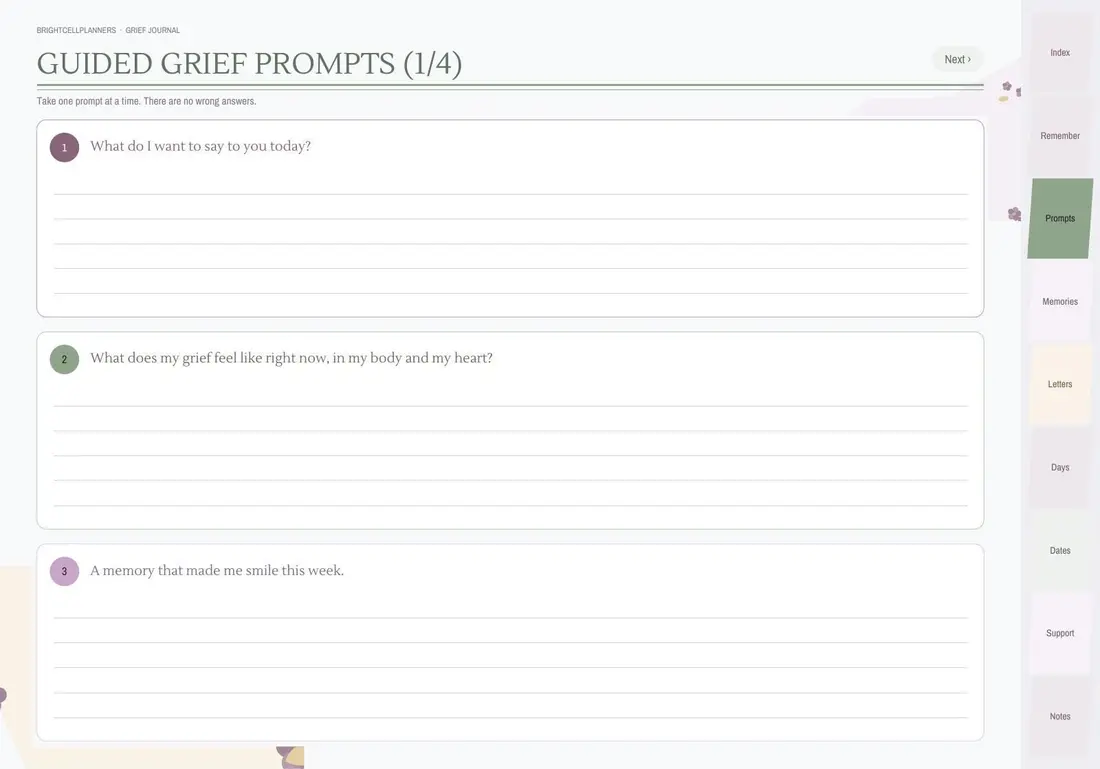 BRIGHTCELLPLANNERS · GRIEF JOURNAL
GUIDED GRIEF PROMPTS (1/4)
Next ›
Take one prompt at a time. There are no wrong answers.
1 What do I want to say to you today?
2 What does my grief feel like right now, in my body and my heart?
3 A memory that made me smile this week.
Index
Remember
Prompts
Memories
Letters
Days
Dates
Support
Notes